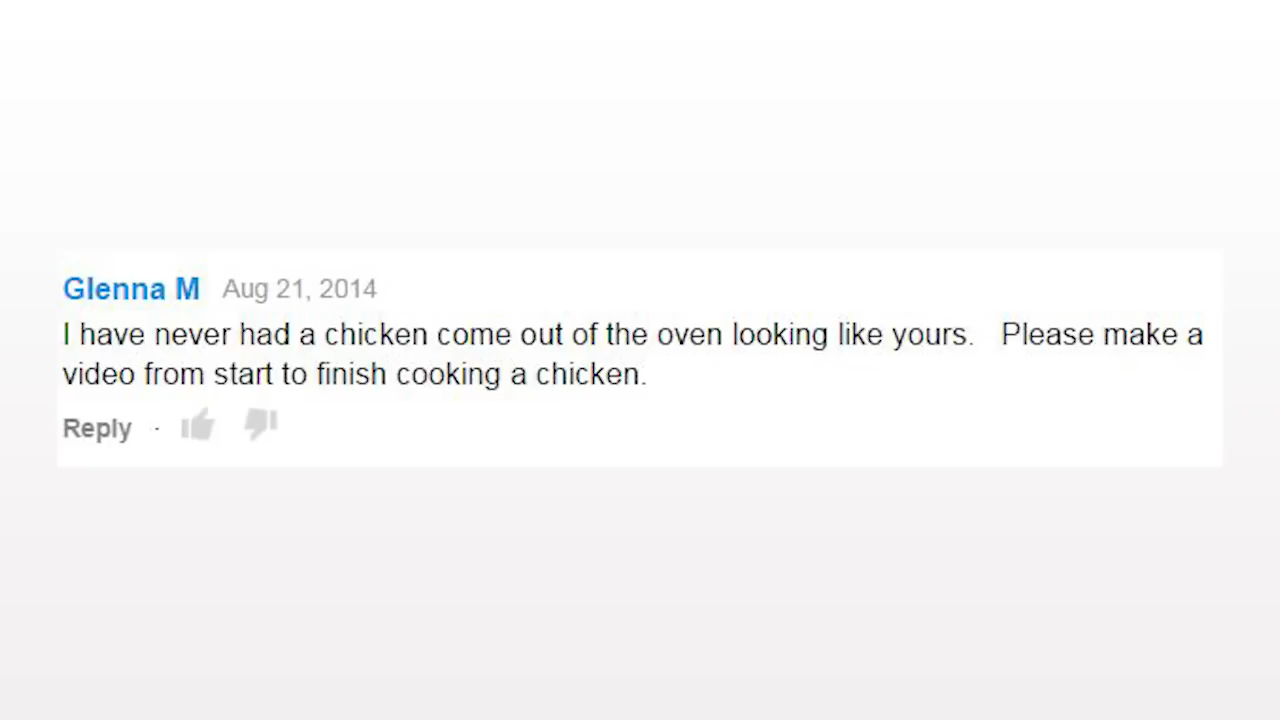 Glenna M Aug 21, 2014
I have never had a chicken come out of the oven looking like yours.   Please make a
video from start to finish cooking a chicken.
Reply ·